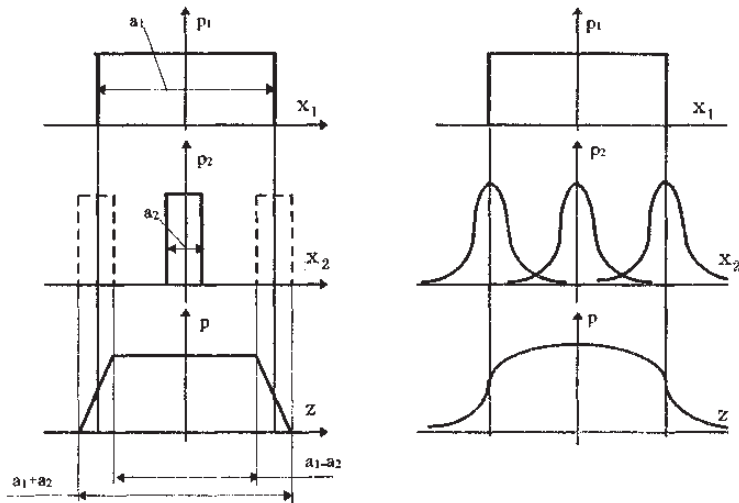 a₁ p₁
x₁
p₂
a₂
x₂
p
z
a₁-a₂
a₁+a₂
p₁
x₁
p₂
x₂
p
z